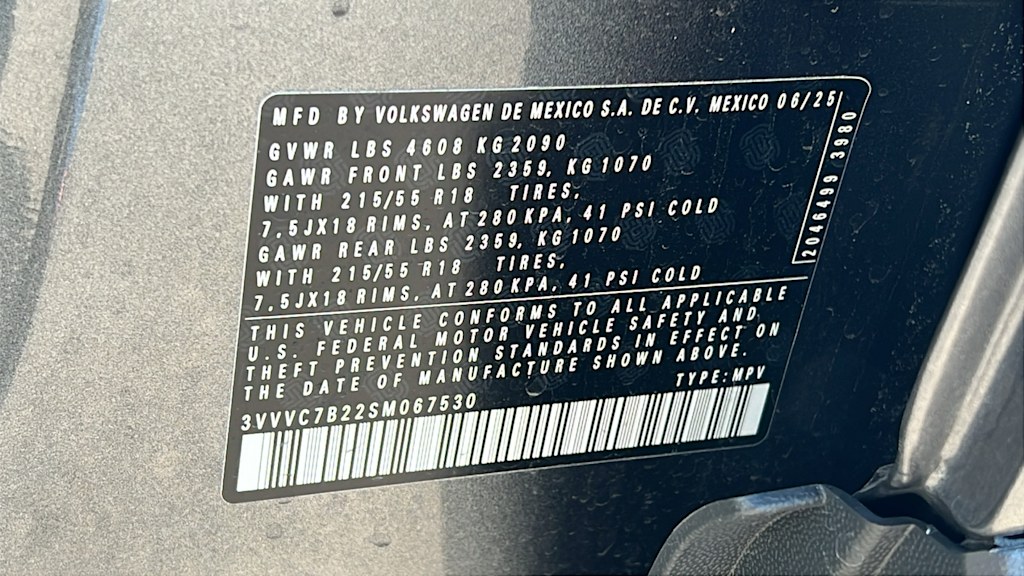 MFD BY VOLKSWAGEN DE MEXICO S.A. DE C.V. MEXICO 06/25
GVWR LBS 4608 KG 2090
GAWR FRONT LBS 2359, KG 1070
WITH 215/55 R18 TIRES,
7,5JX18 RIMS, AT 280 KPA, 41 PSI COLD
GAWR REAR LBS 2359, KG 1070
WITH 215/55 R18 TIRES,
7,5JX18 RIMS, AT 280 KPA, 41 PSI COLD
2046499 3980
THIS VEHICLE CONFORMS TO ALL APPLICABLE
U.S. FEDERAL MOTOR VEHICLE SAFETY AND
THEFT PREVENTION STANDARDS IN EFFECT ON
THE DATE OF MANUFACTURE SHOWN ABOVE.
TYPE: MPV
3VVVC7B22SM067530